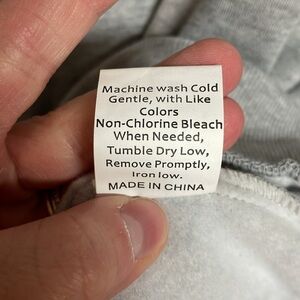 Machine wash Cold
Gentle, with Like
Colors
Non-Chlorine Bleach
When Needed,
Tumble Dry Low,
Remove Promptly,
Iron low.
MADE IN CHINA